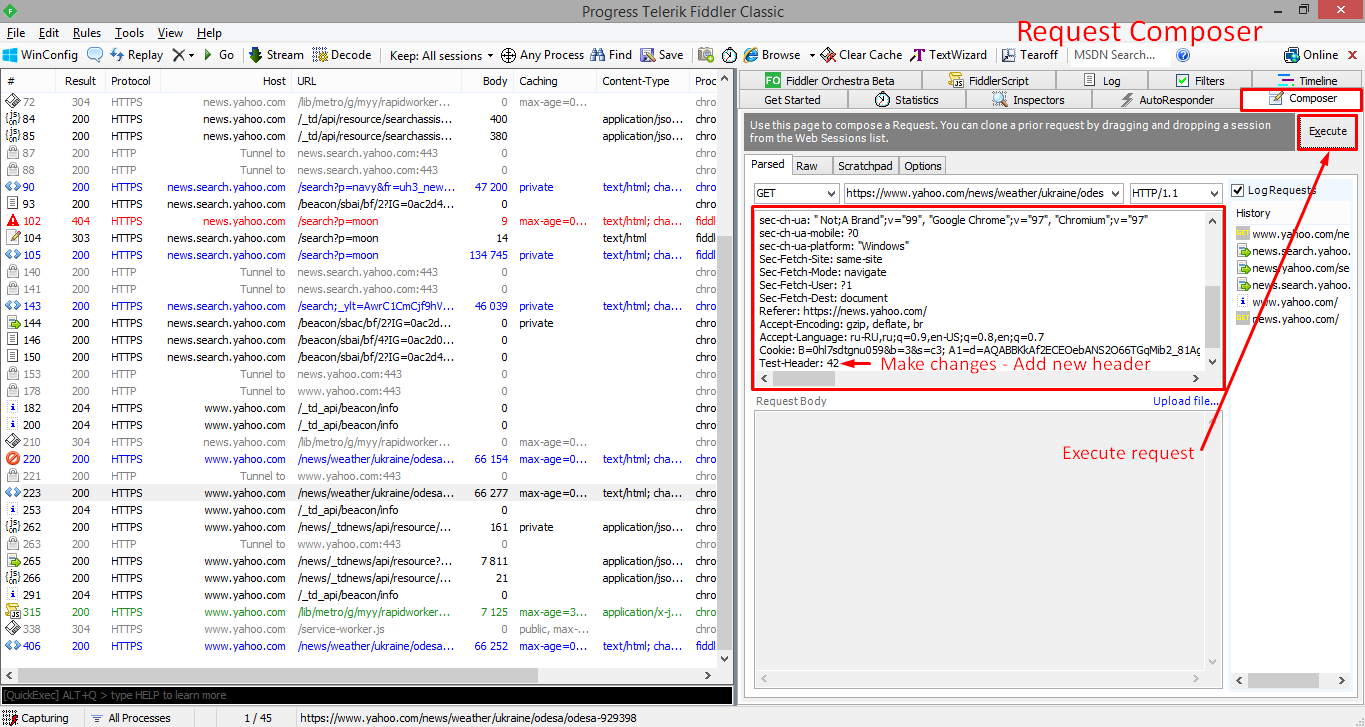 Progress Telerik Fiddler Classic
File Edit Rules Tools View Help
Request Composer
WinConfig Replay Go Stream Decode Keep: All sessions Any Process Find Save Browse Clear Cache TextWizard Tearoff MSDN Search... Online
# Result Protocol Host URL Body Caching Content-Type Proc
72 304 HTTPS news.yahoo.com /lib/metro/g/myy/rapidworker... 0 max-age=0... chro
84 200 HTTPS news.yahoo.com /_td/api/resource/searchassis... 400 application/jso... chro
85 200 HTTPS news.yahoo.com /_td/api/resource/searchassis... 380 application/jso... chro
87 200 HTTP Tunnel to news.search.yahoo.com:443 0 chro
88 200 HTTP Tunnel to news.search.yahoo.com:443 0 chro
90 200 HTTPS news.search.yahoo.com /search?p=navy&fr=uh3_new... 47 200 private text/html; cha... chro
93 200 HTTPS news.search.yahoo.com /beacon/sbai/bf/?IG=0ac2d4... 0 chro
102 404 HTTPS news.yahoo.com /search?p=moon 9 max-age=0... text/html; cha... fiddl
104 303 HTTPS news.yahoo.com /search?p=moon 14 text/html fiddl
105 200 HTTPS news.search.yahoo.com /search?p=moon 134 745 private text/html; cha... fiddl
140 200 HTTP Tunnel to news.search.yahoo.com:443 0 chro
141 200 HTTP Tunnel to news.search.yahoo.com:443 0 chro
143 200 HTTPS news.search.yahoo.com /search;_ylt=AwrC1CmCjf9hV... 46 039 private text/html; cha... chro
144 200 HTTPS news.search.yahoo.com /beacon/sbac/bf/2?IG=0ac2d... 0 private chro
146 200 HTTPS news.search.yahoo.com /beacon/sbai/bf/?IG=0ac2d0... 0 chro
150 200 HTTPS news.search.yahoo.com /beacon/sbai/bf/2?IG=0ac2d4... 0 chro
153 200 HTTP Tunnel to news.yahoo.com:443 0 chro
178 200 HTTP Tunnel to www.yahoo.com:443 0 chro
182 204 HTTPS www.yahoo.com /_td_api/beacon/info 0 chro
200 204 HTTPS www.yahoo.com /_td_api/beacon/info 0 chro
210 304 HTTPS news.yahoo.com /lib/metro/g/myy/rapidworker... 0 max-age=0... chro
220 200 HTTPS www.yahoo.com /news/weather/ukraine/odesa... 66 154 max-age=0... text/html; cha... chro
221 200 HTTP Tunnel to www.yahoo.com:443 0 chro
223 200 HTTPS www.yahoo.com /news/weather/ukraine/odesa... 66 277 max-age=0... text/html; cha... chro
253 204 HTTPS www.yahoo.com /_td_api/beacon/info 0 chro
262 200 HTTPS www.yahoo.com /news/_tdnews/api/resource/... 161 private application/jso... chro
263 200 HTTP Tunnel to www.yahoo.com:443 0 chro
265 200 HTTPS www.yahoo.com /news/_tdnews/api/resource?... 7 811 application/jso... chro
266 200 HTTPS www.yahoo.com /news/_tdnews/api/resource/... 21 application/jso... chro
291 204 HTTPS www.yahoo.com /_td_api/beacon/info 0 chro
315 200 HTTPS www.yahoo.com /lib/metro/g/myy/rapidworker... 7 125 max-age=3... application/x-j... chro
338 304 HTTPS www.yahoo.com /service-worker.js 0 public, max-... chro
406 200 HTTPS www.yahoo.com /news/weather/ukraine/odesa... 66 252 max-age=0... text/html; cha... fiddl
[QuickExec] ALT+Q > type HELP to learn more
Capturing All Processes 1 / 45 https://www.yahoo.com/news/weather/ukraine/odesa/odesa-929398
Fiddler Orchestra Beta FiddlerScript Log Filters Timeline
Get Started Statistics Inspectors AutoResponder Composer
Use this page to compose a Request. You can clone a prior request by dragging and dropping a session
from the Web Sessions list.
Execute
Parsed Raw Scratchpad Options
GET https://www.yahoo.com/news/weather/ukraine/odes HTTP/1.1
sec-ch-ua: " Not;A Brand";v="99", "Google Chrome";v="97", "Chromium";v="97"
sec-ch-ua-mobile: ?0
sec-ch-ua-platform: "Windows"
Sec-Fetch-Site: same-site
Sec-Fetch-Mode: navigate
Sec-Fetch-User: ?1
Sec-Fetch-Dest: document
Referer: https://news.yahoo.com/
Accept-Encoding: gzip, deflate, br
Accept-Language: ru-RU,ru;q=0.9,en-US;q=0.8,en;q=0.7
Cookie: B=0hl7sdtgnu059&b=3&s=c3; A1=d=AQABBKkAf2ECEOebANS2O66TGqMib2_81Ag
Test-Header: 42
Make changes - Add new header
Request Body Upload file...
Execute request
Log Requests
History
www.yahoo.com/ne
news.search.yahoo.
news.yahoo.com/se
news.search.yahoo.
www.yahoo.com/
news.yahoo.com/